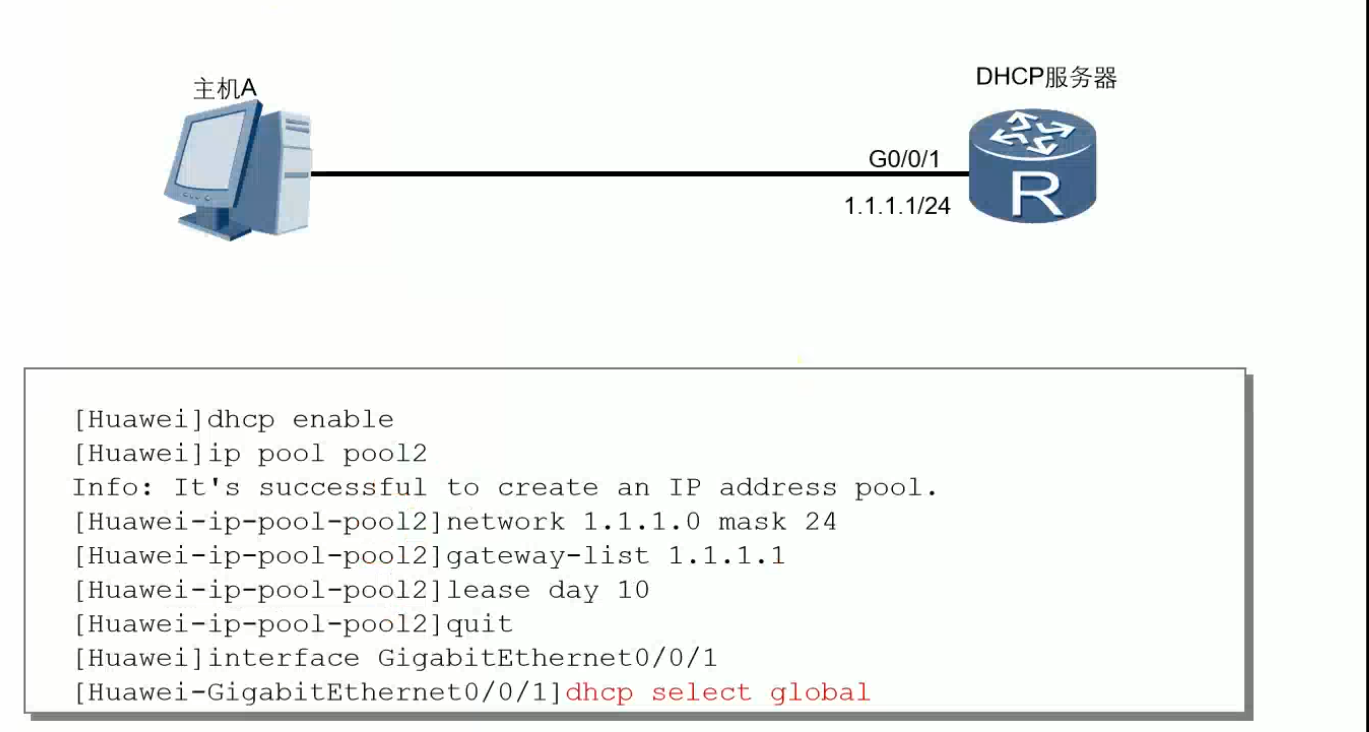 主机A
DHCP服务器
G0/0/1
1.1.1.1/24
R
[Huawei]dhcp enable
[Huawei]ip pool pool2
Info: It's successful to create an IP address pool.
[Huawei-ip-pool-pool2]network 1.1.1.0 mask 24
[Huawei-ip-pool-pool2]gateway-list 1.1.1.1
[Huawei-ip-pool-pool2]lease day 10
[Huawei-ip-pool-pool2]quit
[Huawei]interface GigabitEthernet0/0/1
[Huawei-GigabitEthernet0/0/1]dhcp select global